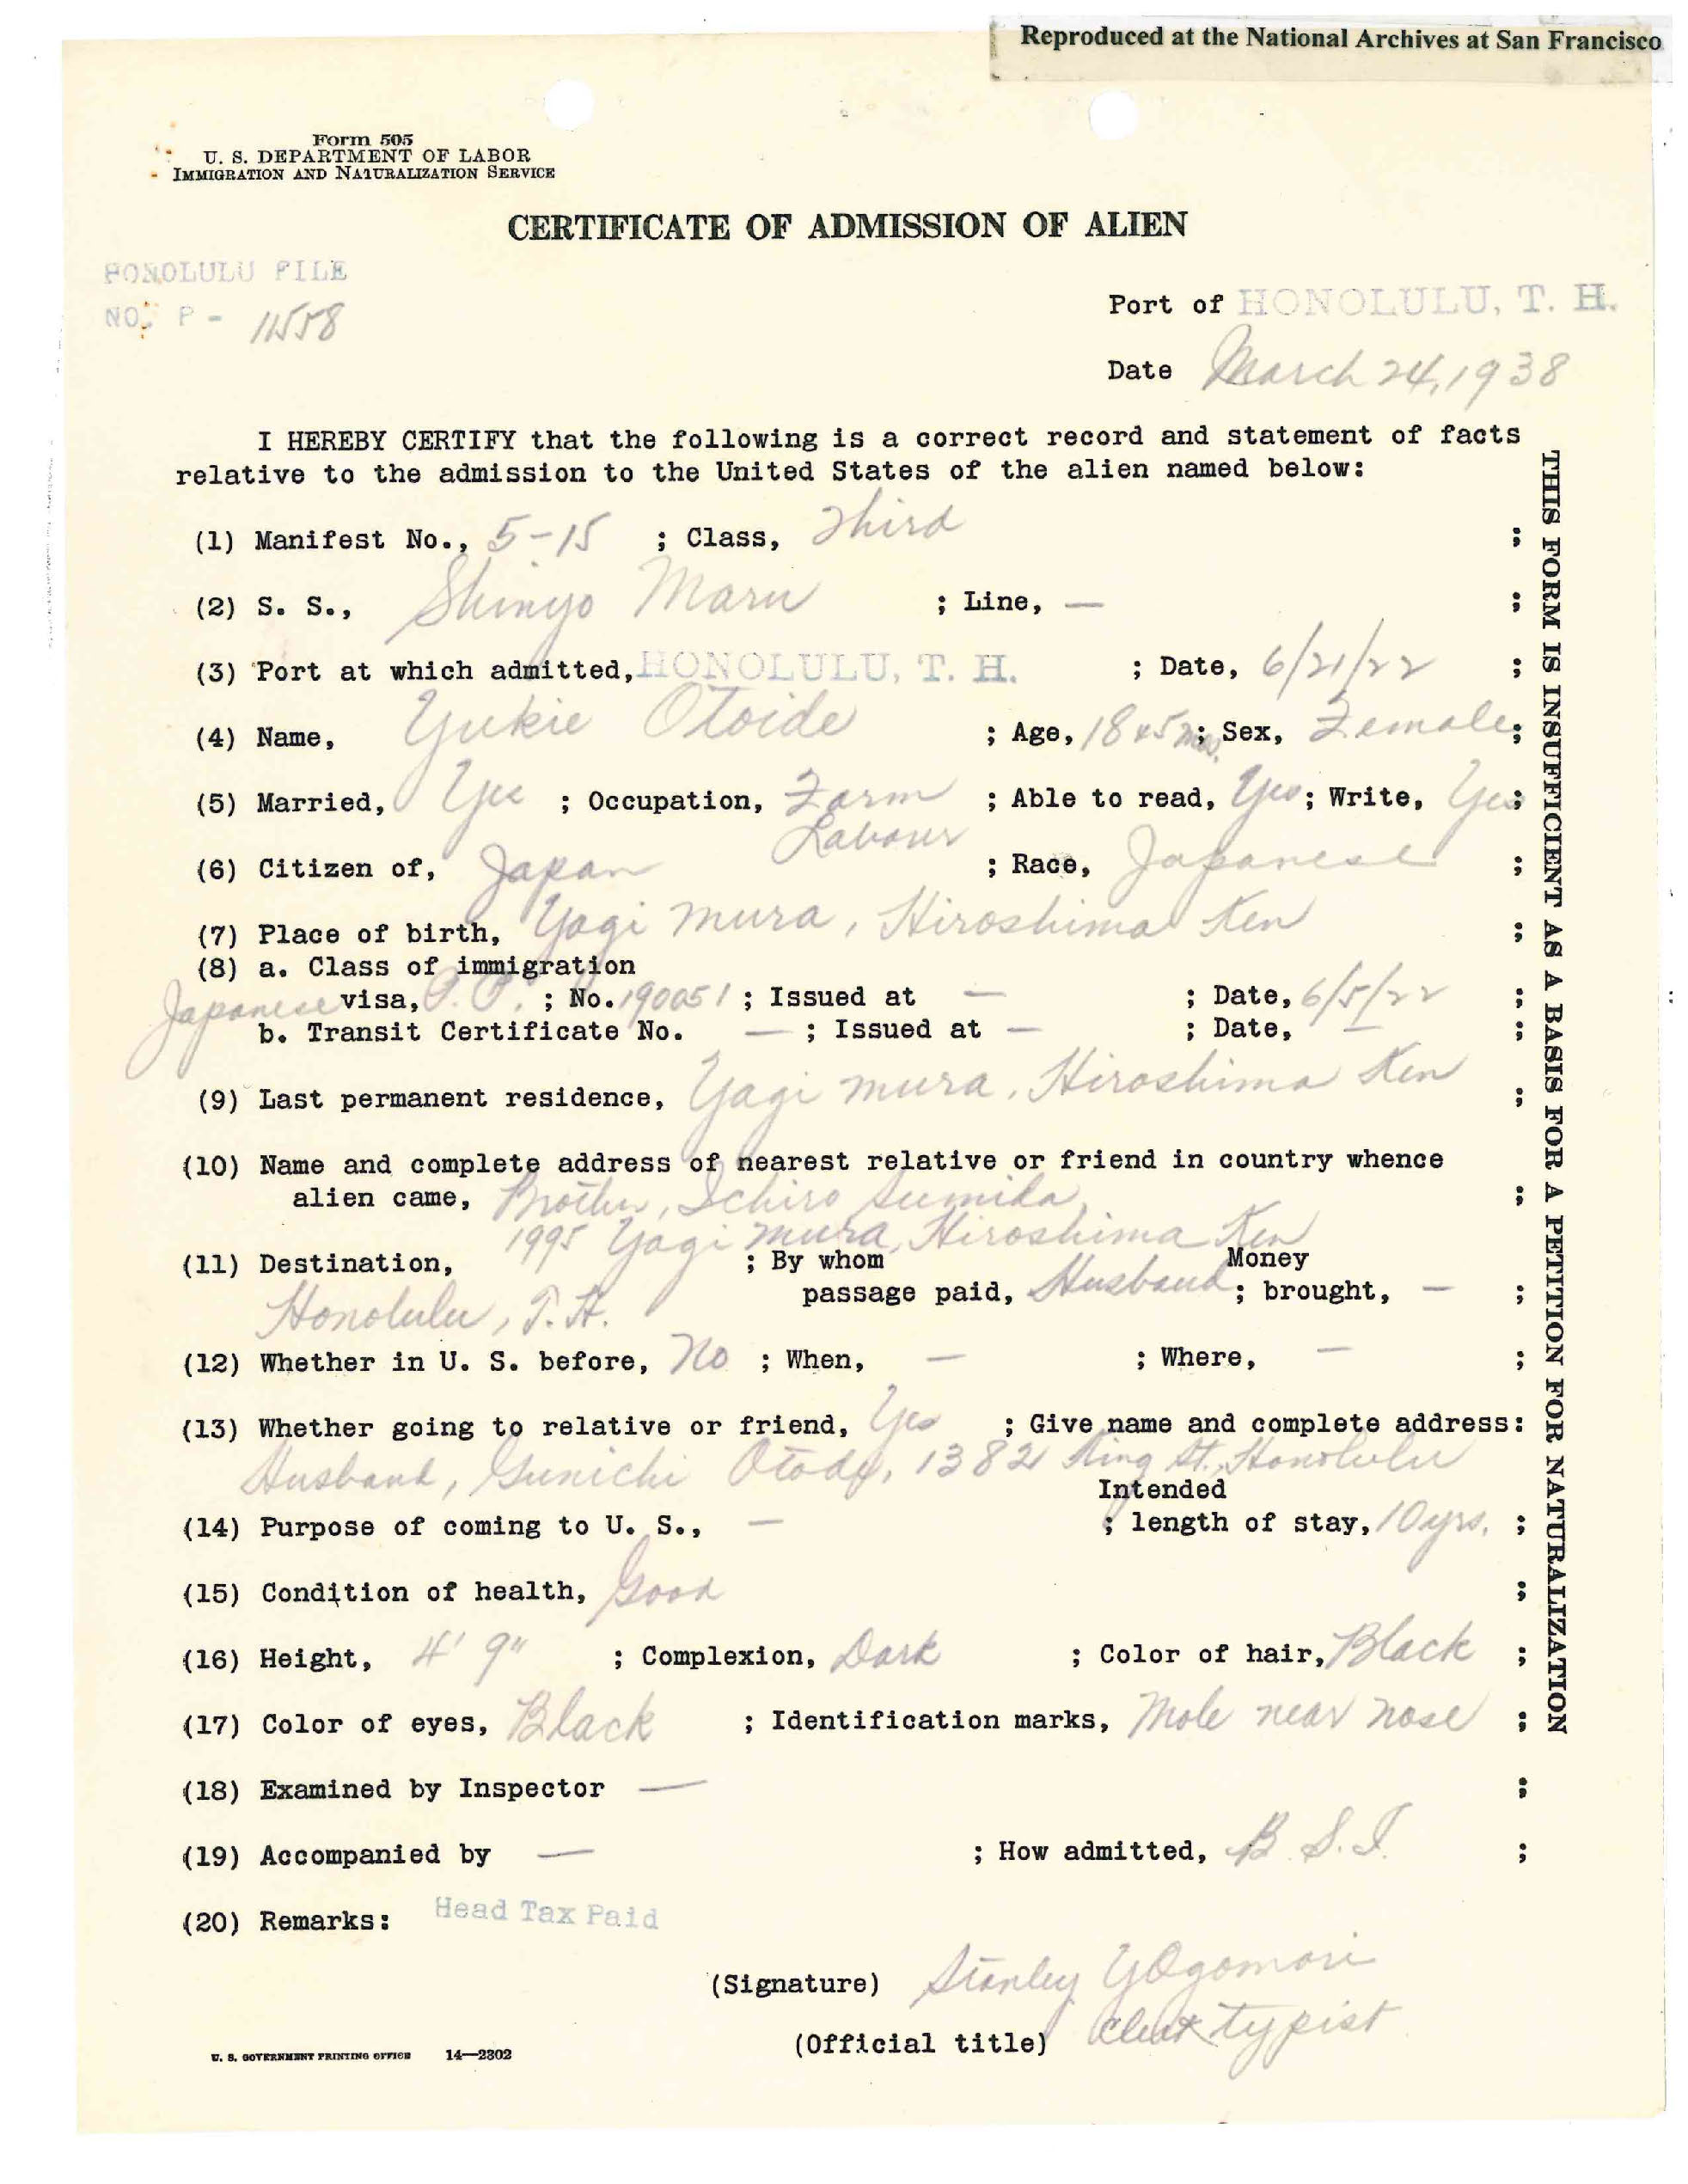 Reproduced at the National Archives at San Francisco
Form 505
U. S. DEPARTMENT OF LABOR
IMMIGRATION AND NATURALIZATION SERVICE
CERTIFICATE OF ADMISSION OF ALIEN
HONOLULU FILE
NO. P - 11558
Port of HONOLULU, T. H.
Date March 24, 1938
I HEREBY CERTIFY that the following is a correct record and statement of facts
relative to the admission to the United States of the alien named below:
(1) Manifest No., 5-15 ; Class, Third ;
(2) S. S., Shinyo Maru ; Line, — ;
(3) Port at which admitted, HONOLULU, T. H. ; Date, 6/21/22 ;
(4) Name, Yukie Otoide ; Age, 18 5 mos. ; Sex, Female ;
(5) Married, Yes ; Occupation, Farm ; Able to read, Yes ; Write, Yes ;
Labour
(6) Citizen of, Japan ; Race, Japanese ;
(7) Place of birth, Yagi mura, Hiroshima Ken ;
(8) a. Class of immigration
Japanese visa, P. P. ; No. 190051 ; Issued at — ; Date, 6/5/22 ;
b. Transit Certificate No. — ; Issued at — ; Date, — ;
(9) Last permanent residence, Yagi mura, Hiroshima Ken ;
(10) Name and complete address of nearest relative or friend in country whence
alien came, Brother, Ichiro Sumida, ;
1995 Yagi mura, Hiroshima Ken
(11) Destination, ; By whom Money
passage paid, Husband ; brought, — ;
Honolulu, T. H.
(12) Whether in U. S. before, No ; When, — ; Where, — ;
(13) Whether going to relative or friend, Yes ; Give name and complete address:
Husband, Gunichi 1382 King St., Honolulu
Intended
(14) Purpose of coming to U. S., — ; length of stay, 10 yrs. ;
(15) Condition of health, Good ;
(16) Height, 4' 9" ; Complexion, Dark ; Color of hair, Black ;
(17) Color of eyes, Black ; Identification marks, Mole near nose ;
(18) Examined by Inspector — ;
(19) Accompanied by — ; How admitted, B. S. I. ;
(20) Remarks: Head Tax Paid
(Signature) Stanley Y Ogomori
(Official title) Clerk typist
U. S. GOVERNMENT PRINTING OFFICE 14—2302
THIS FORM IS INSUFFICIENT AS A BASIS FOR A PETITION FOR NATURALIZATION